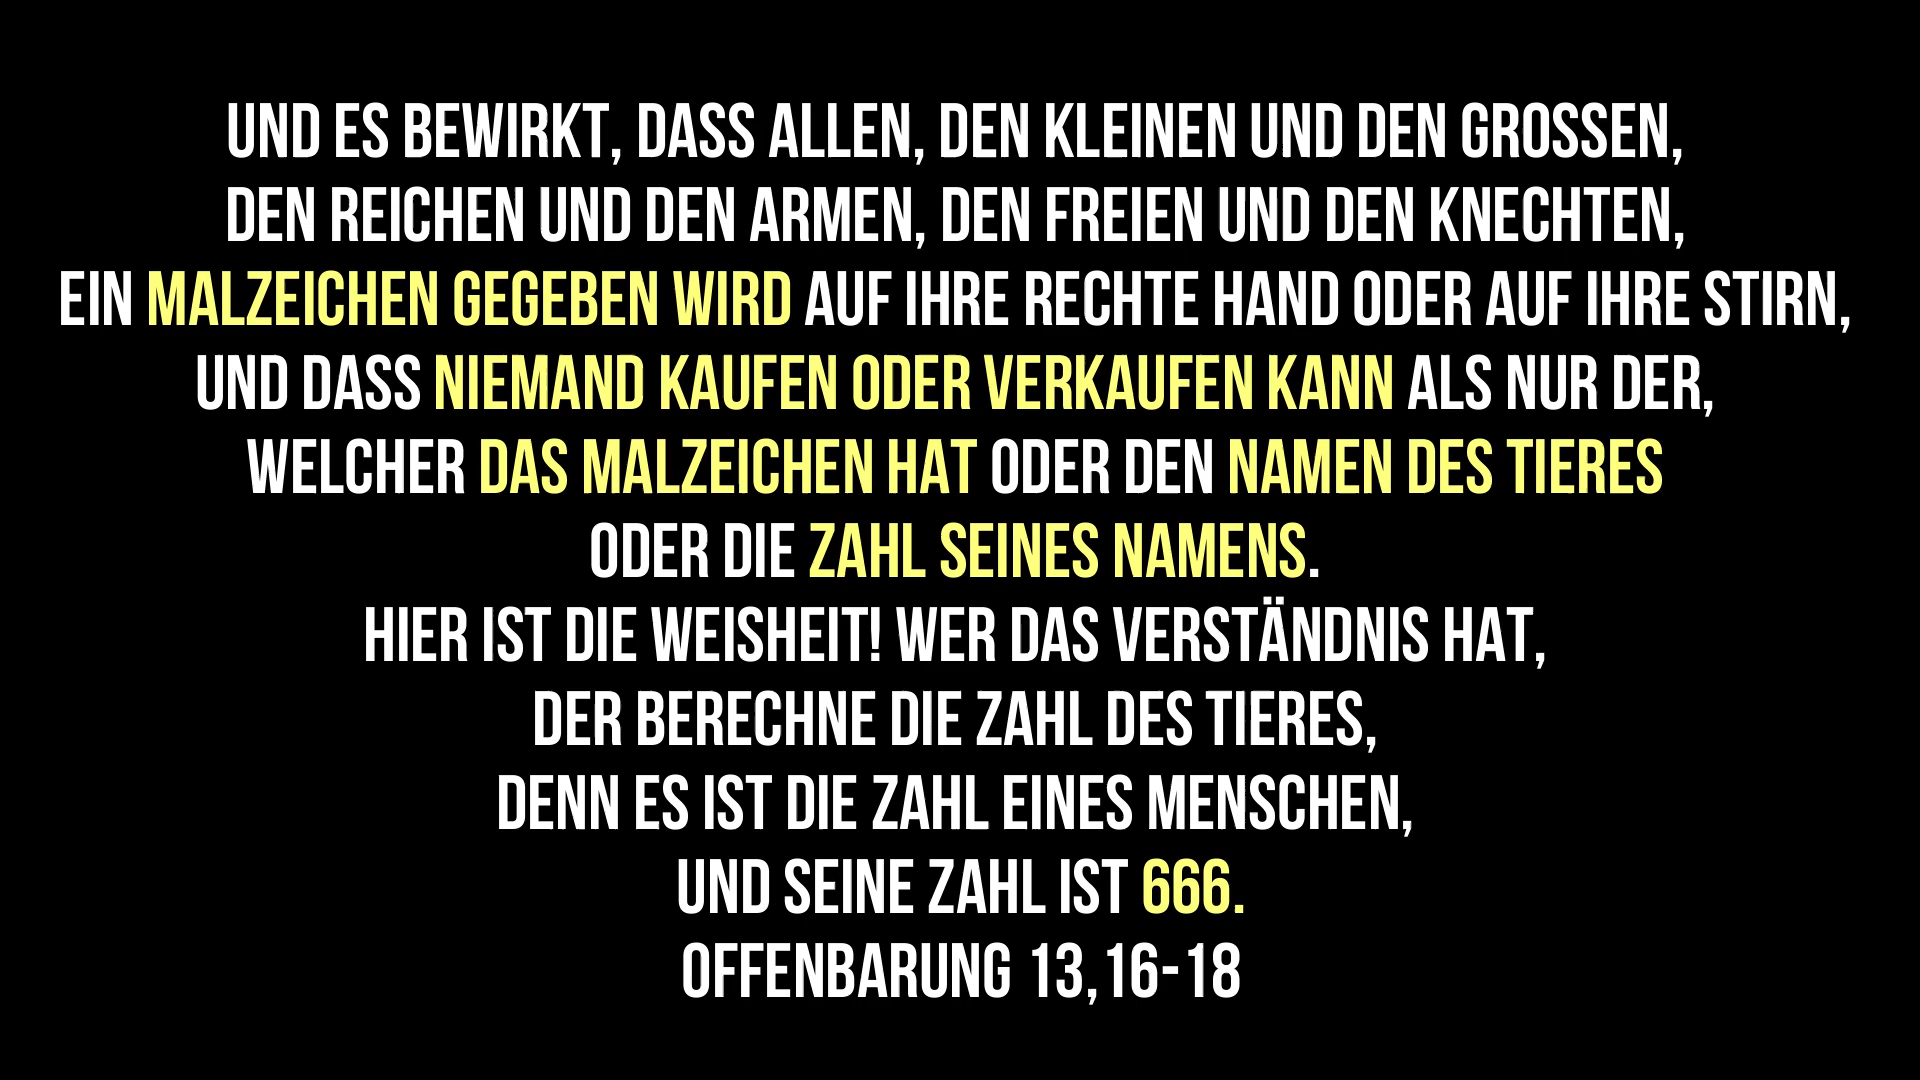 UND ES BEWIRKT, DASS ALLEN, DEN KLEINEN UND DEN GROSSEN,
DEN REICHEN UND DEN ARMEN, DEN FREIEN UND DEN KNECHTEN,
EIN MALZEICHEN GEGEBEN WIRD AUF IHRE RECHTE HAND ODER AUF IHRE STIRN,
UND DASS NIEMAND KAUFEN ODER VERKAUFEN KANN ALS NUR DER,
WELCHER DAS MALZEICHEN HAT ODER DEN NAMEN DES TIERES
ODER DIE ZAHL SEINES NAMENS.
HIER IST DIE WEISHEIT! WER DAS VERSTÄNDNIS HAT,
DER BERECHNE DIE ZAHL DES TIERES,
DENN ES IST DIE ZAHL EINES MENSCHEN,
UND SEINE ZAHL IST 666.
OFFENBARUNG 13,16-18